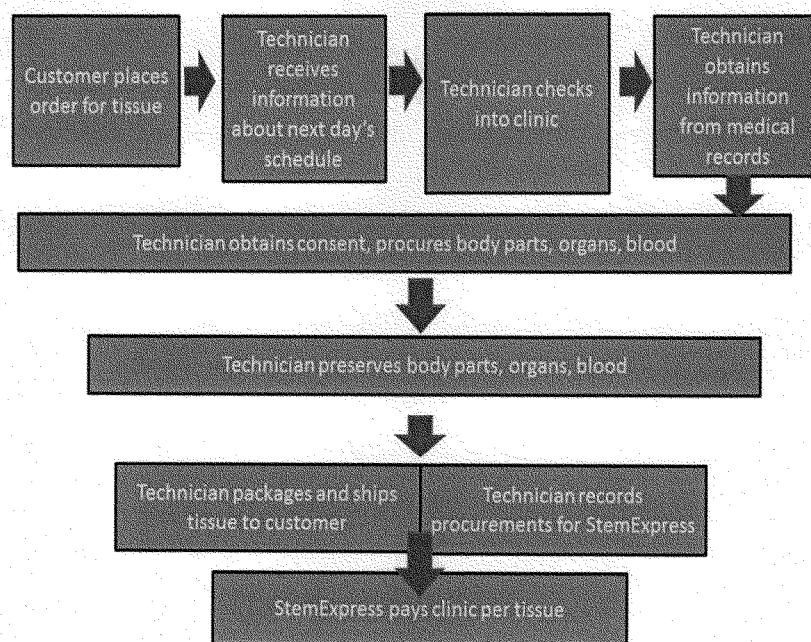 Customer places
order for tissue
Technician
receives
information
about next day's
schedule
Technician checks
into clinic
Technician
obtains
information
from medical
records
Technician obtains consent, procures body parts, organs, blood
Technician preserves body parts, organs, blood
Technician packages and ships
tissue to customer
Technician records
procurements for StemExpress
StemExpress pays clinic per tissue